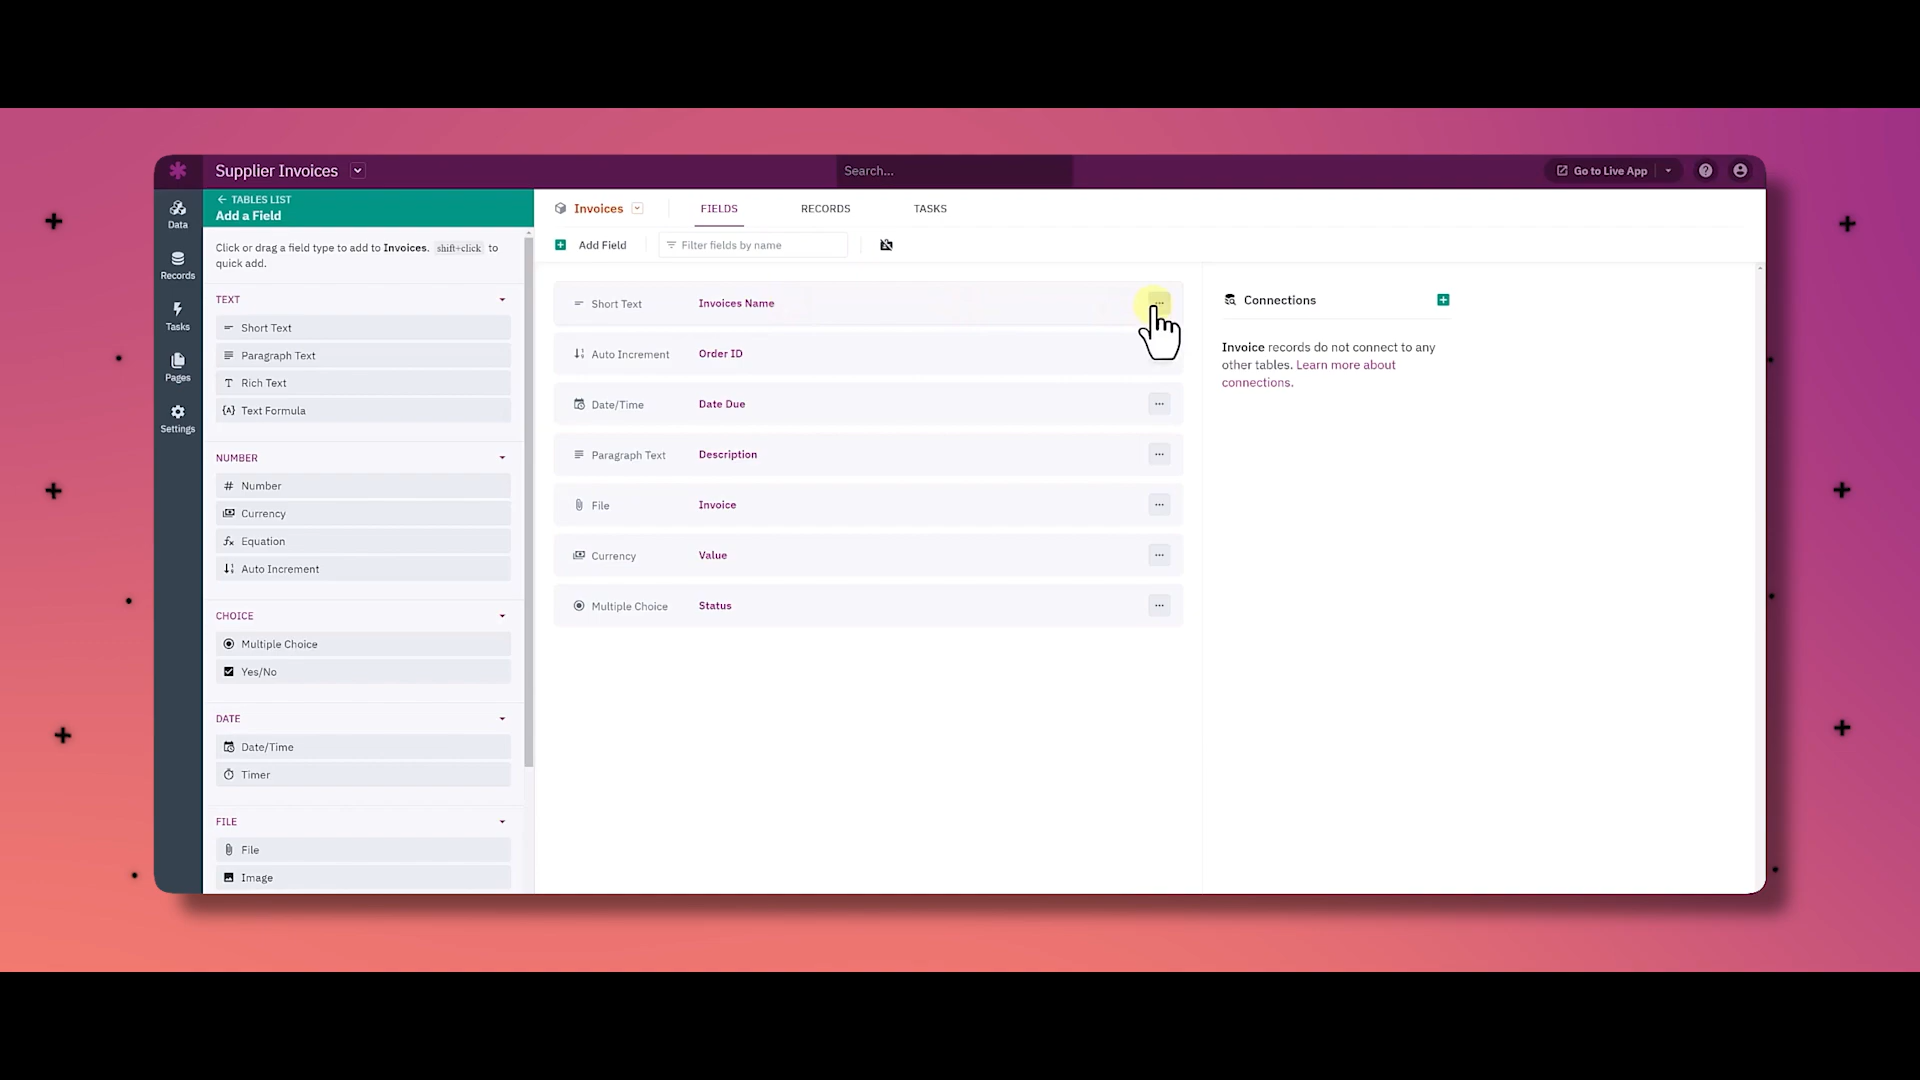 Supplier Invoices
Search...
Go to Live App
Data
Records
Tasks
Pages
Settings
TABLES LIST
Add a Field
Click or drag a field type to add to Invoices. shift+click to
quick add.
TEXT
Short Text
Paragraph Text
Rich Text
Text Formula
NUMBER
Number
Currency
Equation
Auto Increment
CHOICE
Multiple Choice
Yes/No
DATE
Date/Time
Timer
FILE
File
Image
Invoices
FIELDS
RECORDS
TASKS
Add Field
Filter fields by name
Short Text Invoices Name
Auto Increment Order ID
Date/Time Date Due
Paragraph Text Description
File Invoice
Currency Value
Multiple Choice Status
Connections
Invoice records do not connect to any
other tables. Learn more about
connections.